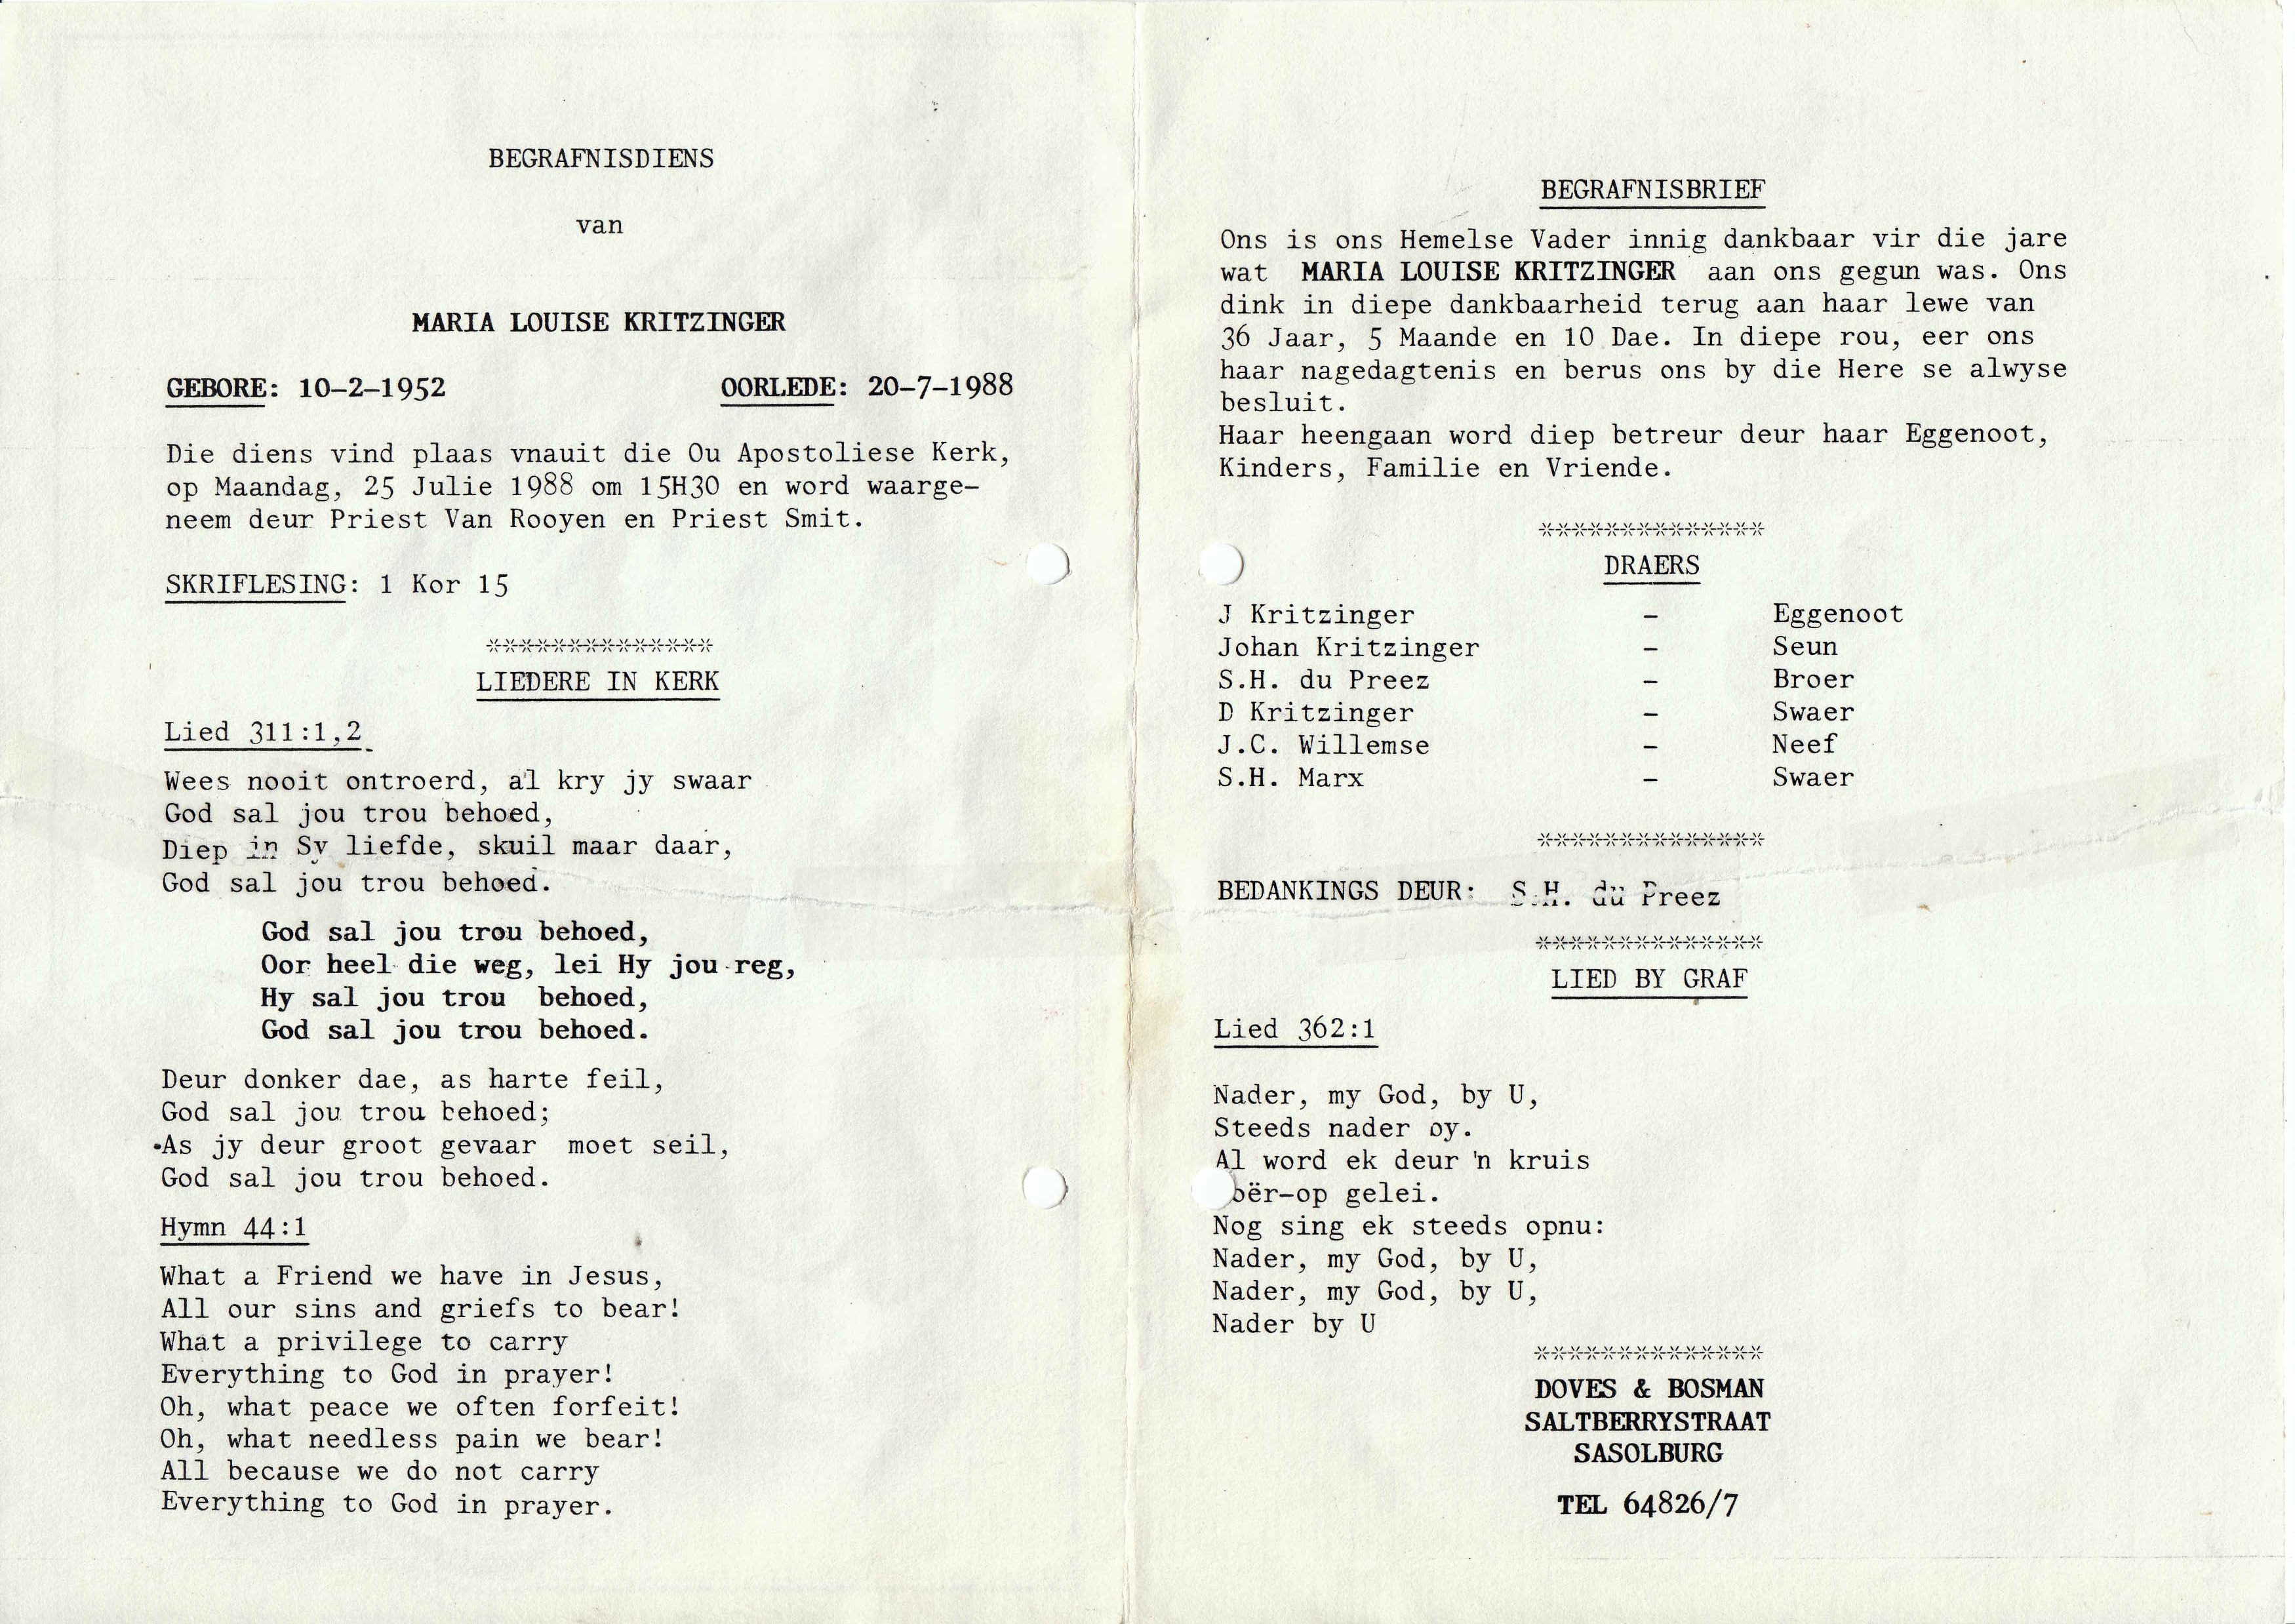 BEGRAFNISDIENS
van
MARIA LOUISE KRITZINGER
GEBORE: 10-2-1952 OORLEDE: 20-7-1988
Die diens vind plaas vnauit die Ou Apostoliese Kerk,
op Maandag, 25 Julie 1988 om 15H30 en word waarge-
neem deur Priest Van Rooyen en Priest Smit.
SKRIFLESING: 1 Kor 15
**************
LIEDERE IN KERK
Lied 311:1,2
Wees nooit ontroerd, al kry jy swaar
God sal jou trou behoed,
Diep in Sy liefde, skuil maar daar,
God sal jou trou behoed.
God sal jou trou behoed,
Oor heel die weg, lei Hy jou reg,
Hy sal jou trou behoed,
God sal jou trou behoed.
Deur donker dae, as harte feil,
God sal jou trou behoed;
As jy deur groot gevaar moet seil,
God sal jou trou behoed.
Hymn 44:1
What a Friend we have in Jesus,
All our sins and griefs to bear!
What a privilege to carry
Everything to God in prayer!
Oh, what peace we often forfeit!
Oh, what needless pain we bear!
All because we do not carry
Everything to God in prayer.
BEGRAFNISBRIEF
Ons is ons Hemelse Vader innig dankbaar vir die jare
wat MARIA LOUISE KRITZINGER aan ons gegun was. Ons
dink in diepe dankbaarheid terug aan haar lewe van
36 Jaar, 5 Maande en 10 Dae. In diepe rou, eer ons
haar nagedagtenis en berus ons by die Here se alwyse
besluit.
Haar heengaan word diep betreur deur haar Eggenoot,
Kinders, Familie en Vriende.
**************
DRAERS
J Kritzinger - Eggenoot
Johan Kritzinger - Seun
S.H. du Preez - Broer
D Kritzinger - Swaer
J.C. Willemse - Neef
S.H. Marx - Swaer
**************
BEDANKINGS DEUR: S.H. du Preez
**************
LIED BY GRAF
Lied 362:1
Nader, my God, by U,
Steeds nader by.
Al word ek deur 'n kruis
gelei.
Nog sing ek steeds opnu:
Nader, my God, by U,
Nader, my God, by U,
Nader by U
**************
DOVES & BOSMAN
SALTBERRYSTRAAT
SASOLBURG
TEL 64826/7